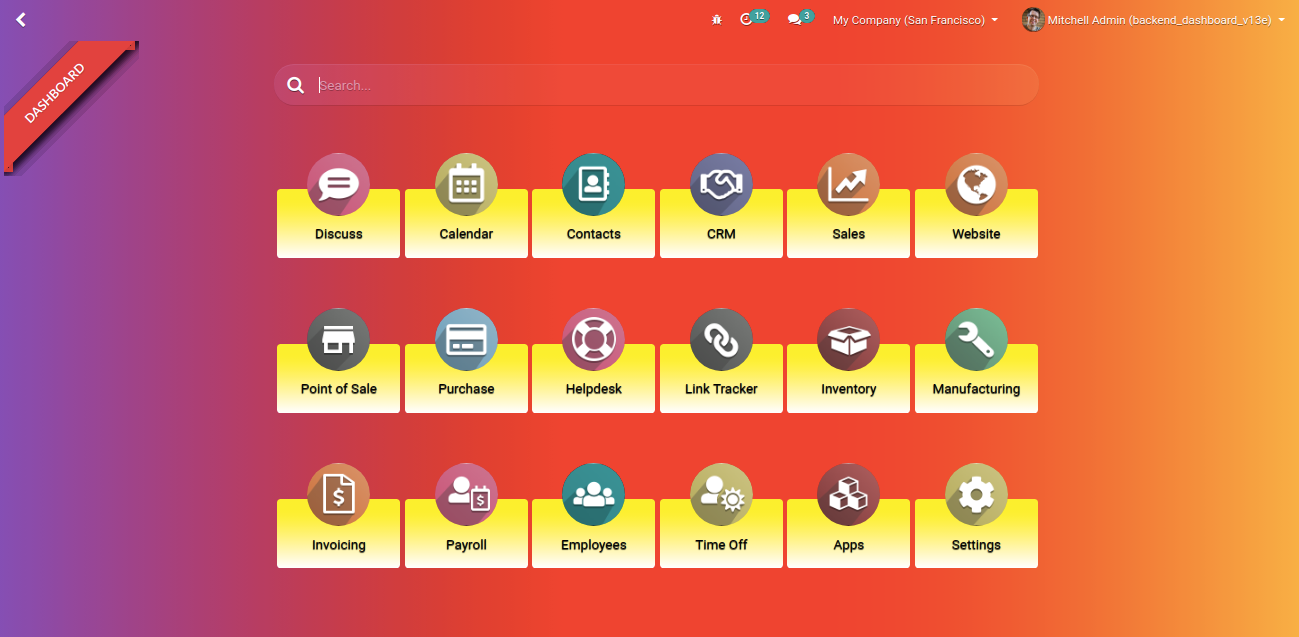 12
3
My Company (San Francisco)
Mitchell Admin (backend_dashboard_v13e)
DASHBOARD
Search...
Discuss
Calendar
Contacts
CRM
Sales
Website
Point of Sale
Purchase
Helpdesk
Link Tracker
Inventory
Manufacturing
Invoicing
Payroll
Employees
Time Off
Apps
Settings